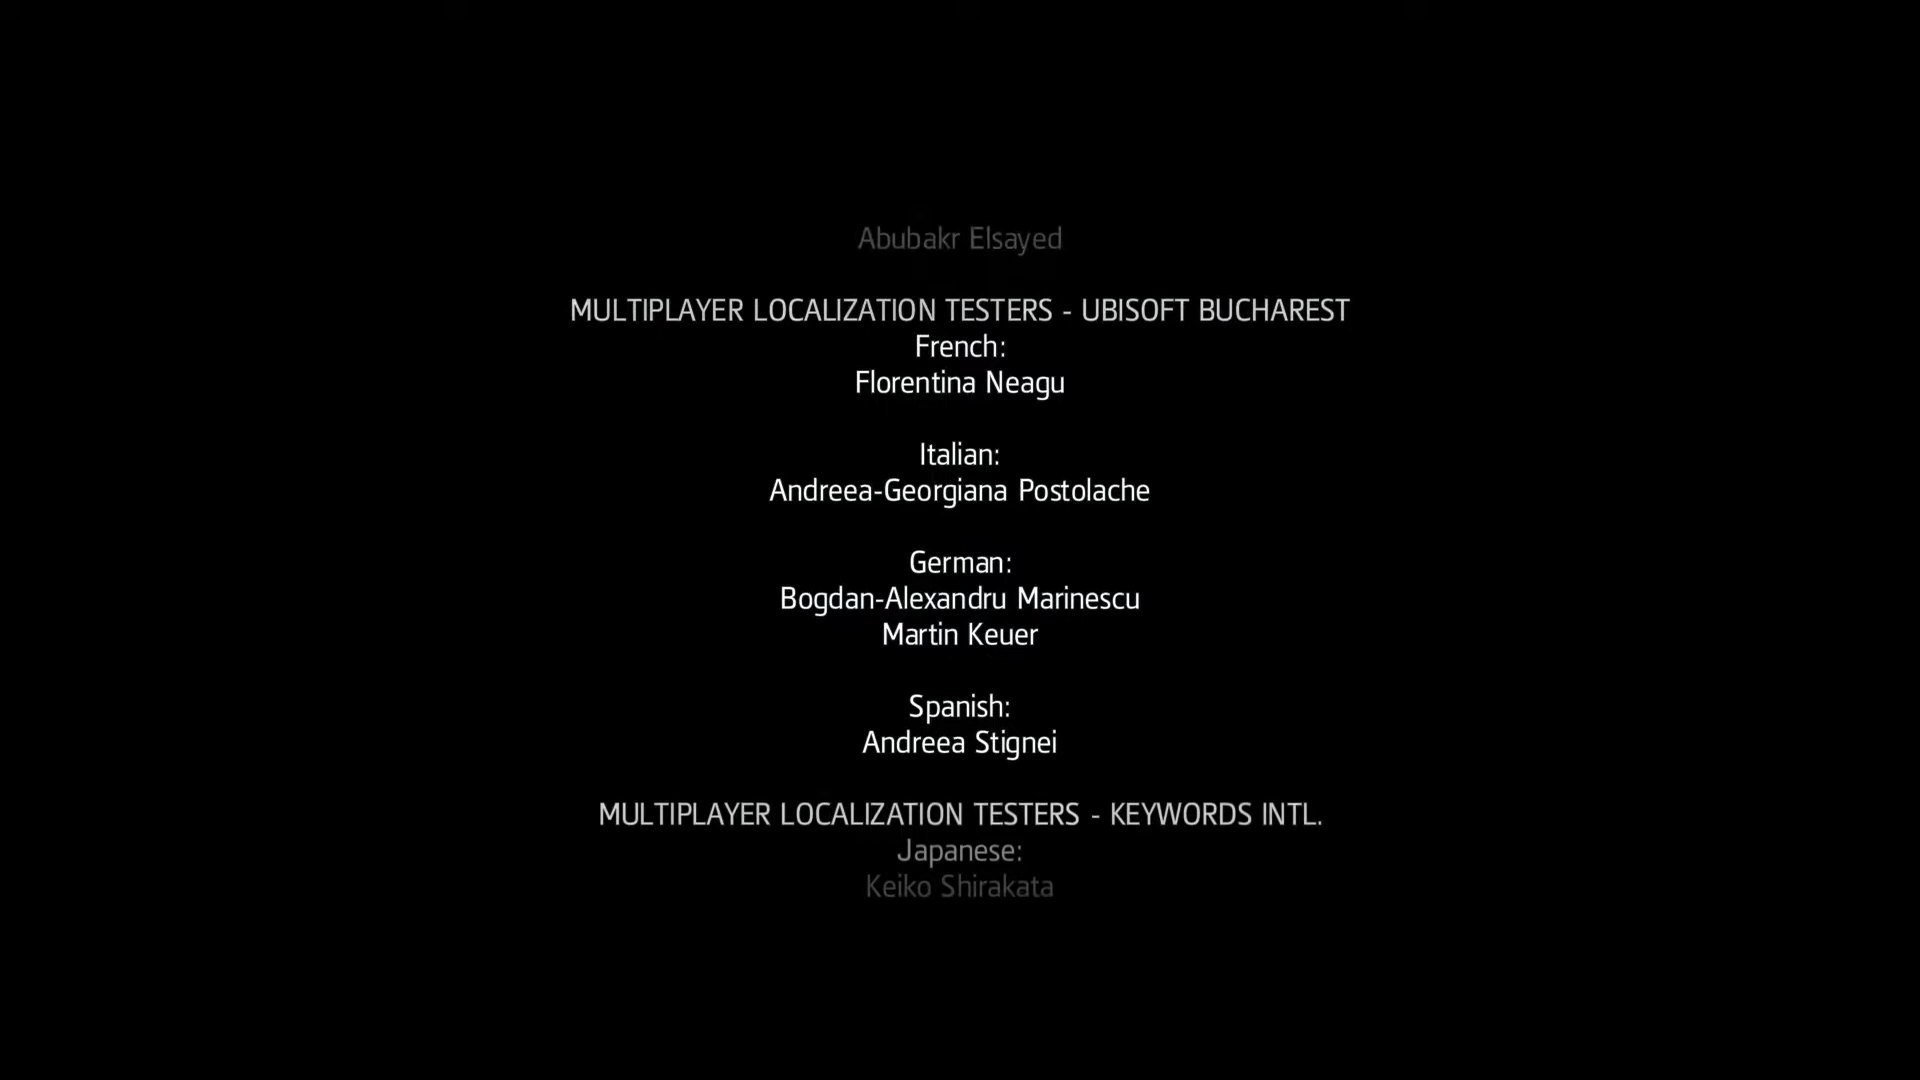 Abubakr Elsayed
MULTIPLAYER LOCALIZATION TESTERS - UBISOFT BUCHAREST
French:
Florentina Neagu
Italian:
Andreea-Georgiana Postolache
German:
Bogdan-Alexandru Marinescu
Martin Keuer
Spanish:
Andreea Stignei
MULTIPLAYER LOCALIZATION TESTERS - KEYWORDS INTL.
Japanese:
Keiko Shirakata